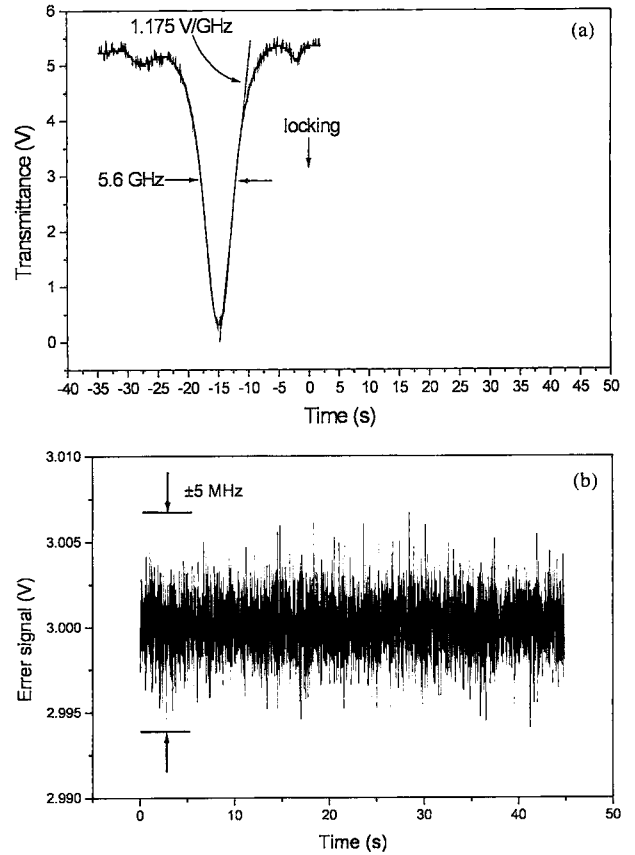 (a)
1.175 V/GHz
locking
5.6 GHz
Transmittance (V)
6
5
4
3
2
1
0
-40 -35 -30 -25 -20 -15 -10 -5 0 5 10 15 20 25 30 35 40 45 50
Time (s)
(b)
±5 MHz
Errer signal (V)
3.010
3.005
3.000
2.995
2.990
0 10 20 30 40 50
Time (s)